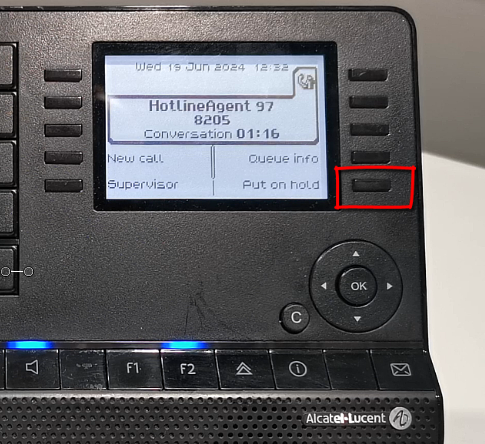 Wed 19 Jun 2024 12:32
HotlineAgent 97
8205
Conversation 01:16
New call Queue info
Supervisor Put on hold
OK
C
F1 F2
Alcatel-Lucent